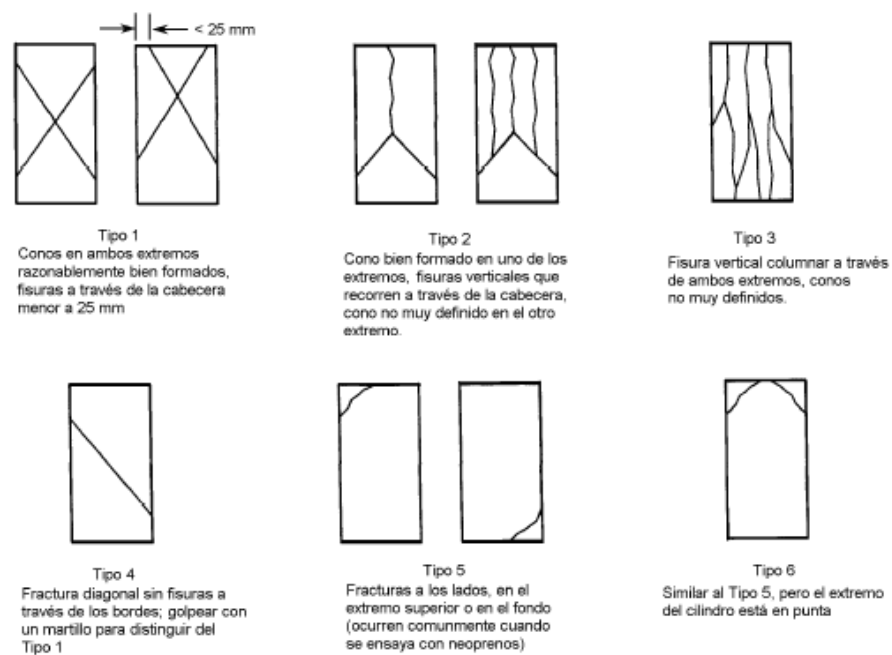 < 25 mm
Tipo 1
Conos en ambos extremos
razonablemente bien formados,
fisuras a través de la cabecera
menor a 25 mm
Tipo 2
Cono bien formado en uno de los
extremos, fisuras verticales que
recorren a través de la cabecera,
cono no muy definido en el otro
extremo.
Tipo 3
Fisura vertical columnar a través
de ambos extremos, conos
no muy definidos.
Tipo 4
Fractura diagonal sin fisuras a
través de los bordes; golpear con
un martillo para distinguir del
Tipo 1
Tipo 5
Fracturas a los lados, en el
extremo superior o en el fondo
(ocurren comunmente cuando
se ensaya con neoprenos)
Tipo 6
Similar al Tipo 5, pero el extremo
del cilindro está en punta